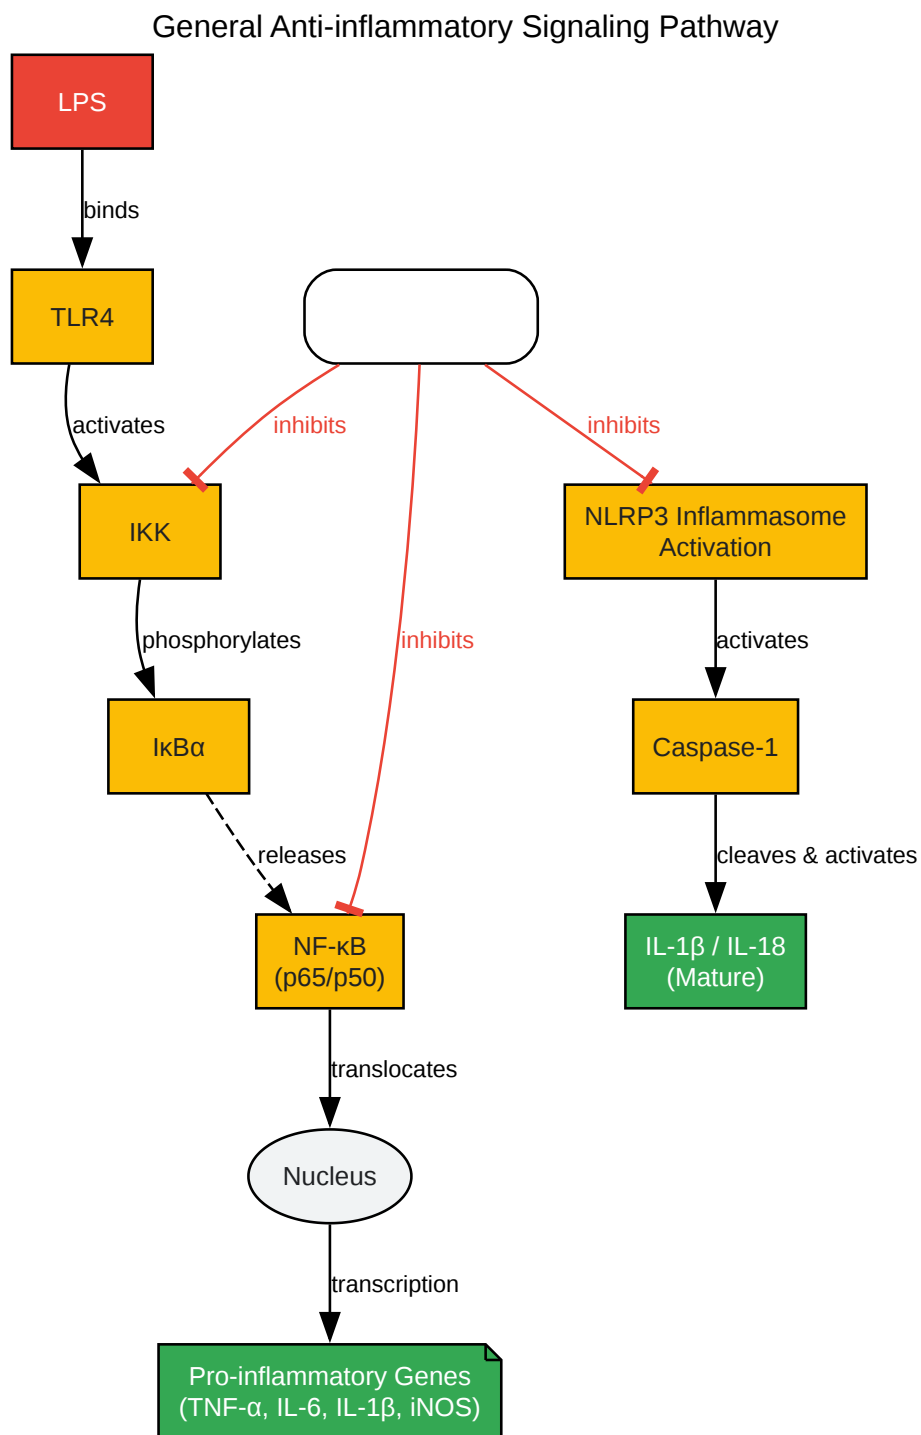 General Anti-inflammatory Signaling Pathway
LPS
binds
TLR4
activates
inhibits
inhibits
IKK
NLRP3 Inflammasome
Activation
phosphorylates
inhibits
activates
IκBα
Caspase-1
releases
cleaves & activates
NF-κB
(p65/p50)
IL-1β / IL-18
(Mature)
translocates
Nucleus
transcription
Pro-inflammatory Genes
(TNF-α, IL-6, IL-1β, iNOS)